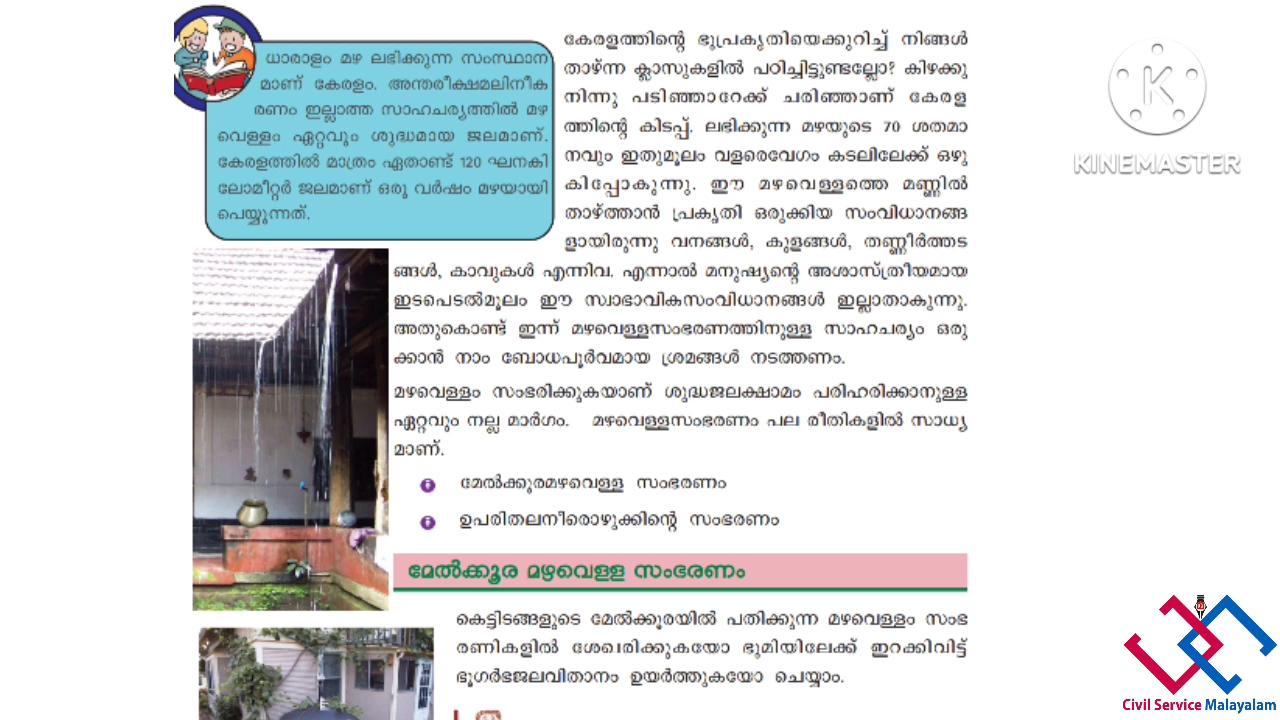 ധാരാളം മഴ ലഭിക്കുന്ന സംസ്ഥാന
മാണ് കേരളം. അന്തരീക്ഷമലിനീക
രണം ഇല്ലാത്ത സാഹചര്യത്തിൽ മഴ
വെള്ളം ഏറ്റവും ശുദ്ധമായ ജലമാണ്.
കേരളത്തിൽ മാത്രം ഏതാണ്ട് 120 ഘനകി
ലോമീറ്റർ ജലമാണ് ഒരു വർഷം മഴയായി
പെയ്യുന്നത്.
കേരളത്തിന്റെ ഭൂപ്രകൃതിയെക്കുറിച്ച് നിങ്ങൾ
താഴ്ന്ന ക്ലാസുകളിൽ പഠിച്ചിട്ടുണ്ടല്ലോ? കിഴക്കു
നിന്നു പടിഞ്ഞാറേക്ക് ചരിഞ്ഞാണ് കേരള
ത്തിന്റെ കിടപ്പ്. ലഭിക്കുന്ന മഴയുടെ 70 ശതമാ
നവും ഇതുമൂലം വളരെവേഗം കടലിലേക്ക് ഒഴു
കിപ്പോകുന്നു. ഈ മഴവെള്ളത്തെ മണ്ണിൽ
താഴ്ത്താൻ പ്രകൃതി ഒരുക്കിയ സംവിധാനങ്ങ
ളായിരുന്നു വനങ്ങൾ, കുളങ്ങൾ, തണ്ണീർത്തട
ങ്ങൾ, കാവുകൾ എന്നിവ. എന്നാൽ മനുഷ്യന്റെ അശാസ്ത്രീയമായ
ഇടപെടൽമൂലം ഈ സ്വാഭാവികസംവിധാനങ്ങൾ ഇല്ലാതാകുന്നു.
അതുകൊണ്ട് ഇന്ന് മഴവെള്ളസംഭരണത്തിനുള്ള സാഹചര്യം ഒരു
ക്കാൻ നാം ബോധപൂർവമായ ശ്രമങ്ങൾ നടത്തണം.
മഴവെള്ളം സംഭരിക്കുകയാണ് ശുദ്ധജലക്ഷാമം പരിഹരിക്കാനുള്ള
ഏറ്റവും നല്ല മാർഗം. മഴവെള്ളസംഭരണം പല രീതികളിൽ സാധ്യ
മാണ്.
മേൽക്കുരമഴവെള്ള സംഭരണം
ഉപരിതലനീരൊഴുക്കിന്റെ സംഭരണം
മേൽക്കൂര മഴവെള്ള സംഭരണം
കെട്ടിടങ്ങളുടെ മേൽക്കൂരയിൽ പതിക്കുന്ന മഴവെള്ളം സംഭ
രണികളിൽ ശേഖരിക്കുകയോ ഭൂമിയിലേക്ക് ഇറക്കിവിട്ട്
ഭൂഗർഭജലവിതാനം ഉയർത്തുകയോ ചെയ്യാം.
K
KINEMASTER
Civil Service Malayalam